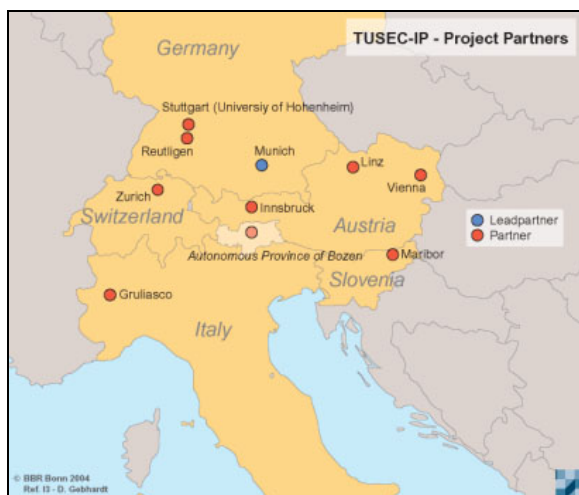 TUSEC-IP - Project Partners
Germany
Stuttgart (Universiy of Hohenheim)
Reutligen
Munich
Linz
Vienna
Zurich
Switzerland
Innsbruck
Austria
Leadpartner
Partner
Autonomous Province of Bozen
Maribor
Slovenia
Gruliasco
Italy
© BBR Bonn 2004
Ref. I3 - D. Gebhardt